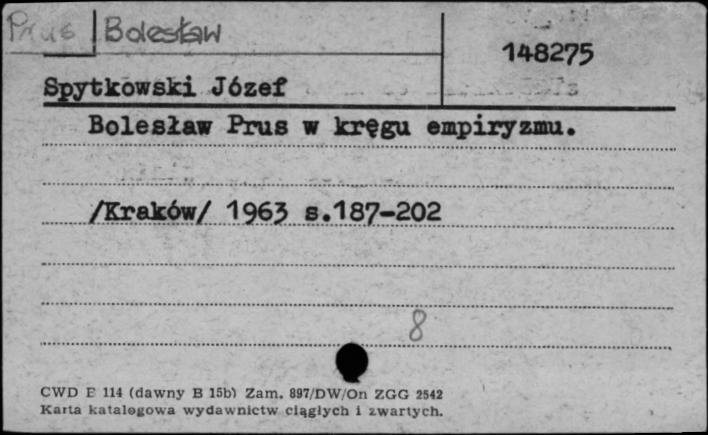 Prus Bolesław
148275
Spytkowski Józef
Bolesław Prus w kręgu empiryzmu.
/Kraków/ 1963 s.187-202
8
CWD E 114 (dawny B 15b) Zam. 897/DW/On ZGG 2542
Karta katalogowa wydawnictw ciągłych i zwartych.